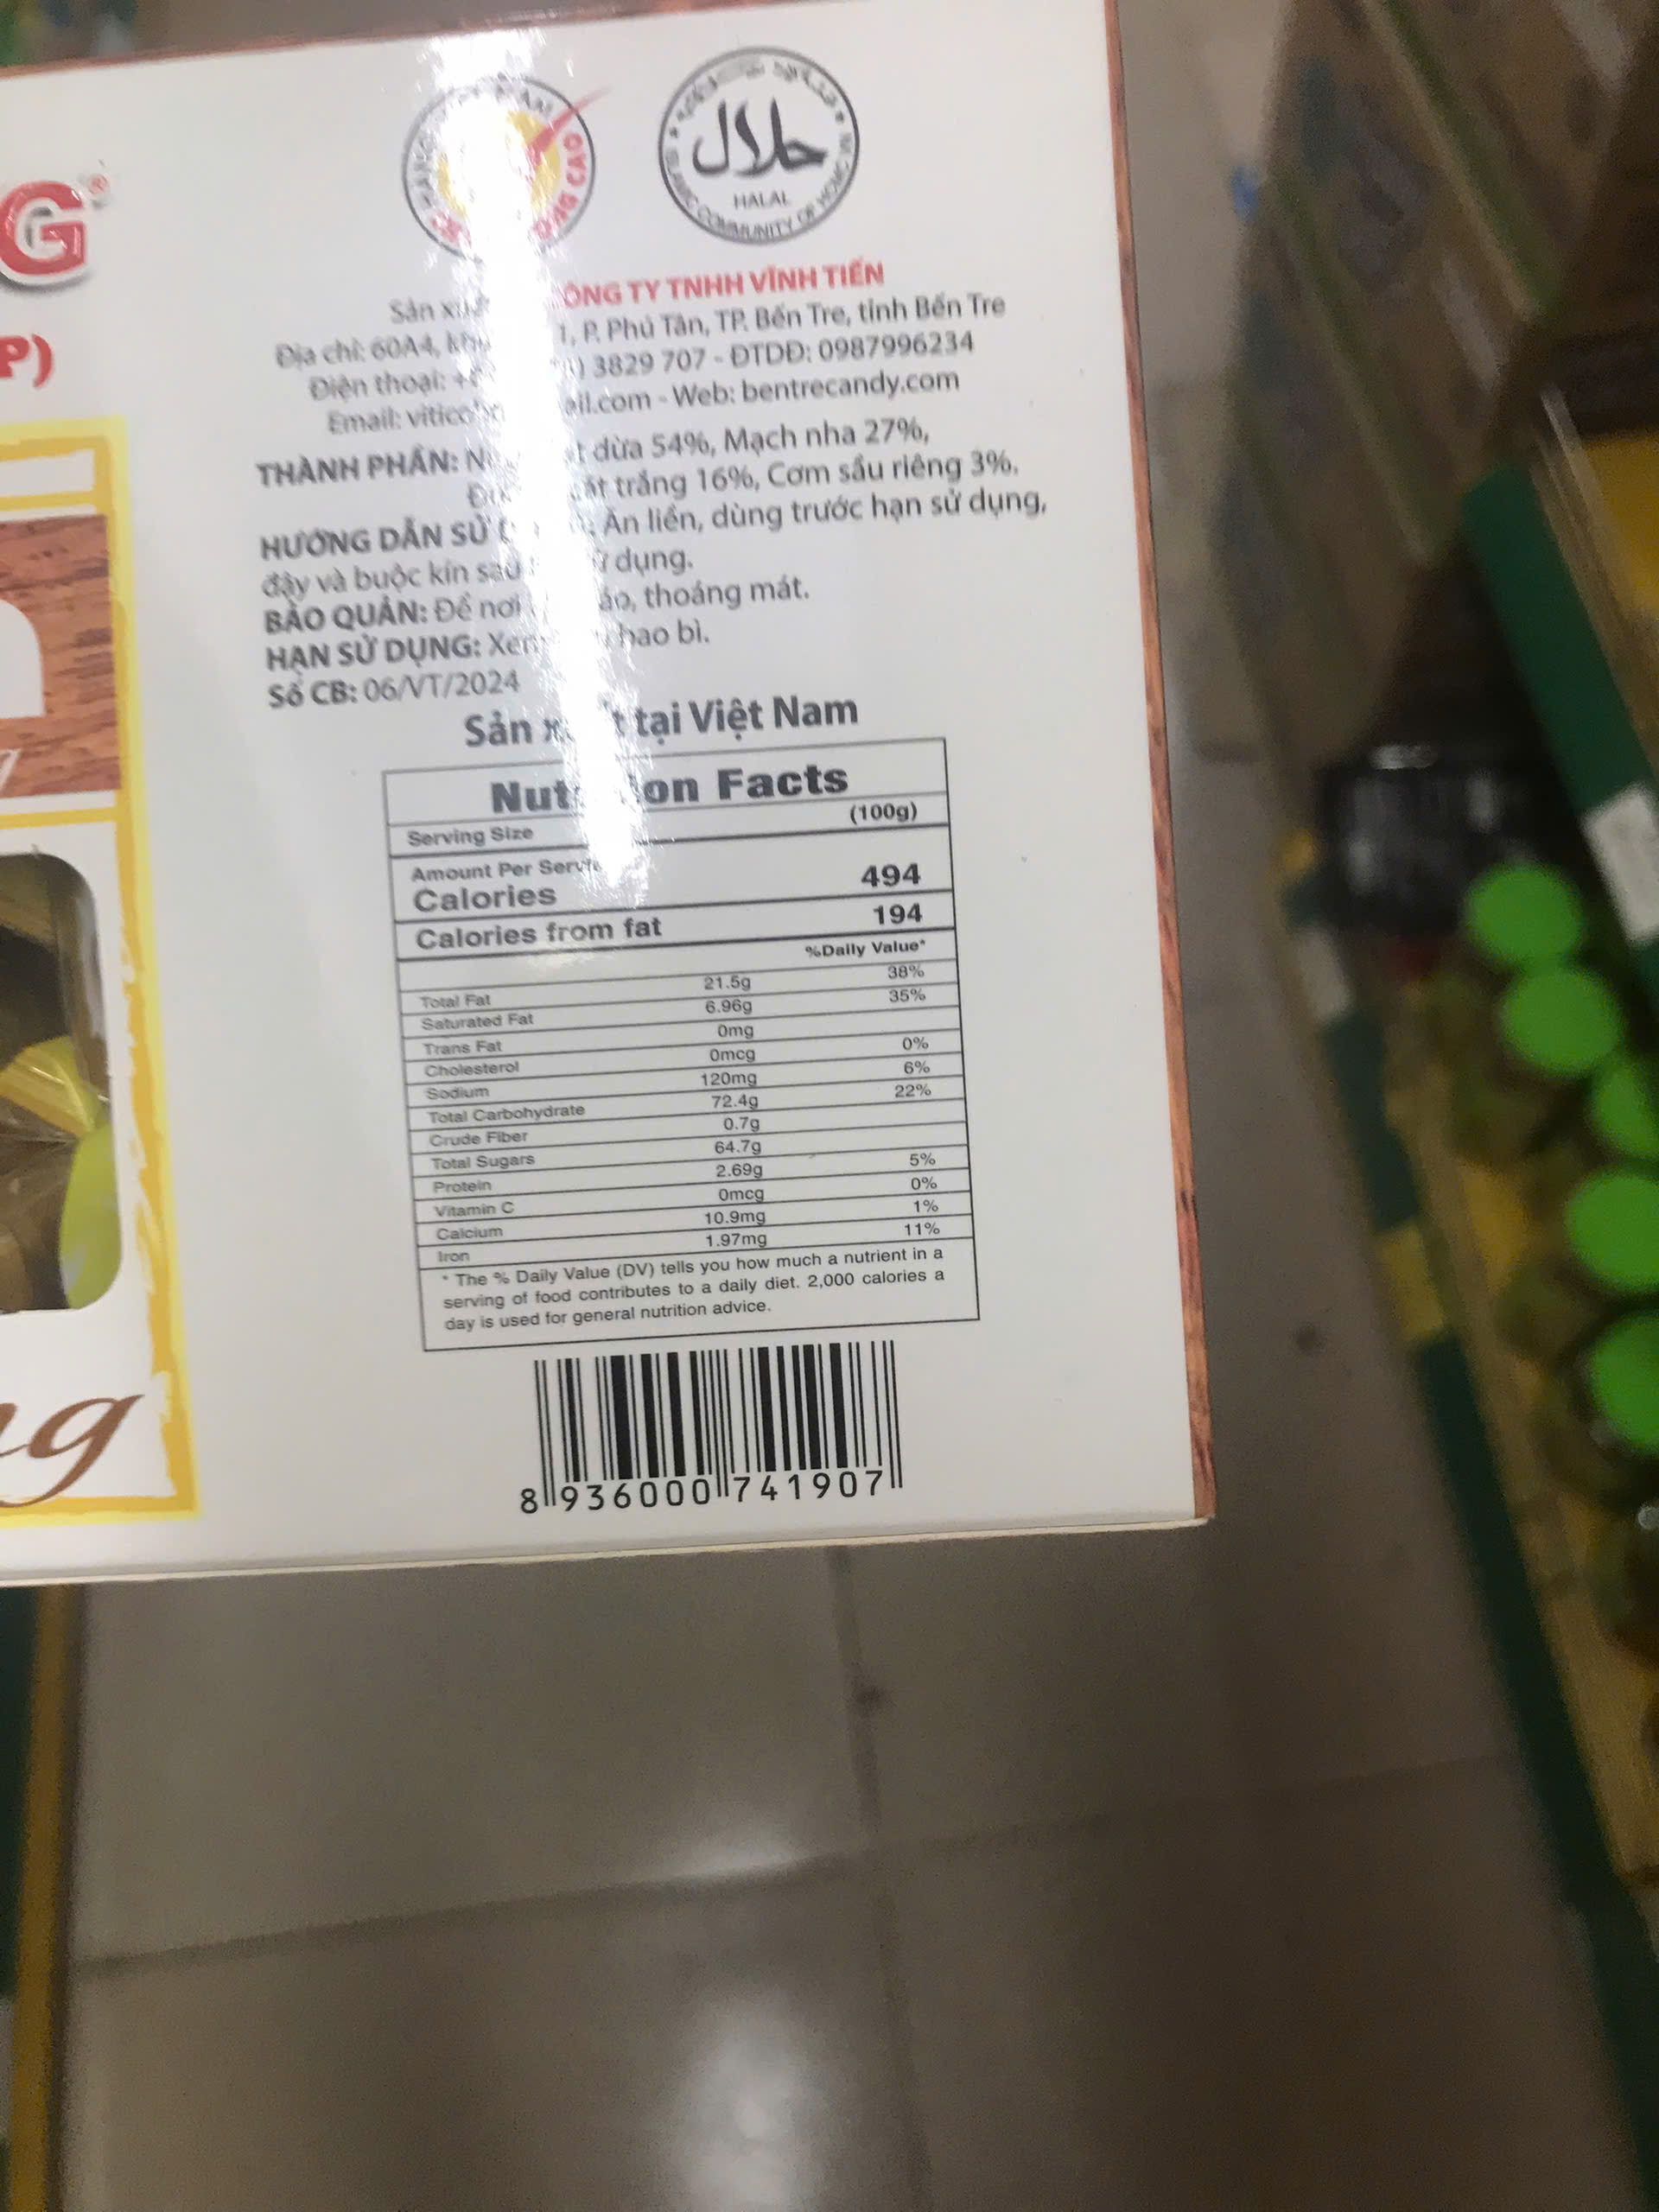 G®
P)
CAO
حلال
HALAL
ISLAMIC COMMUNITY OF
Sản
CÔNG TY TNHH VĨNH TIẾN
Địa chỉ: 60A4, 1, P. Phú Tân, TP. Bến Tre, tỉnh Bến Tre
Điện thoại: 3829 707 - ĐTDĐ: 0987996234
Email: - Web: bentrecandy.com
THÀNH PHẦN: dừa 54%, Mạch nha 27%,
trắng 16%, Cơm sầu riêng 3%.
HƯỚNG DẪN SỬ Ăn liền, dùng trước hạn sử dụng,
đậy và buộc kín sau dụng.
BẢO QUẢN: Để nơi thoáng mát.
HẠN SỬ DỤNG: bao bì.
Số CB: 06/VT/2024
Sản tại Việt Nam
Nutrition Facts
Serving Size (100g)
Amount Per
Calories 494
Calories from fat 194
%Daily Value*
Total Fat 21.5g 38%
Saturated Fat 6.96g 35%
Trans Fat 0mg
Cholesterol 0mcg 0%
Sodium 120mg 6%
Total Carbohydrate 72.4g 22%
Crude Fiber 0.7g
Total Sugars 64.7g
Protein 2.69g 5%
Vitamin C 0mcg 0%
Calcium 10.9mg 1%
Iron 1.97mg 11%
* The % Daily Value (DV) tells you how much a nutrient in a
serving of food contributes to a daily diet. 2,000 calories a
day is used for general nutrition advice.
8 936000 741907
g